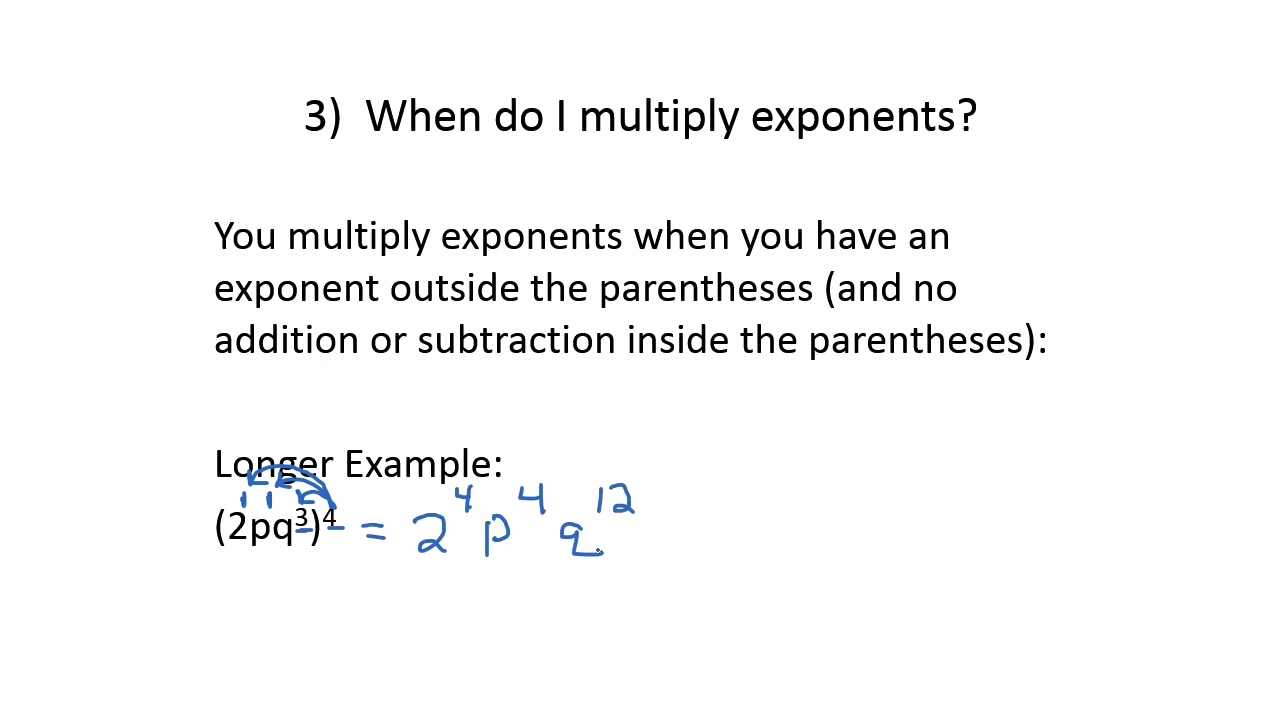 3) When do I multiply exponents?
You multiply exponents when you have an
exponent outside the parentheses (and no
addition or subtraction inside the parentheses):
Longer Example:
(2pq³)⁴ = 2⁴p⁴q¹²